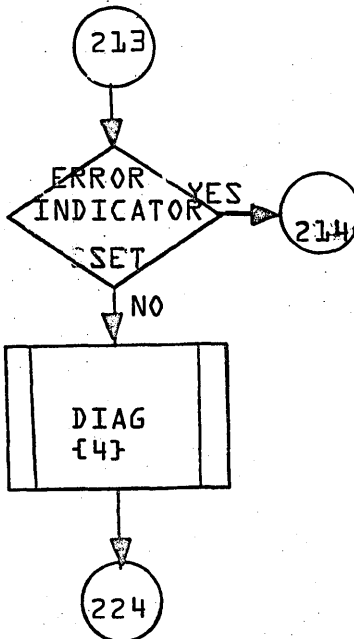 213
ERROR
INDICATOR
SET
YES
214
NO
DIAG
{4}
224